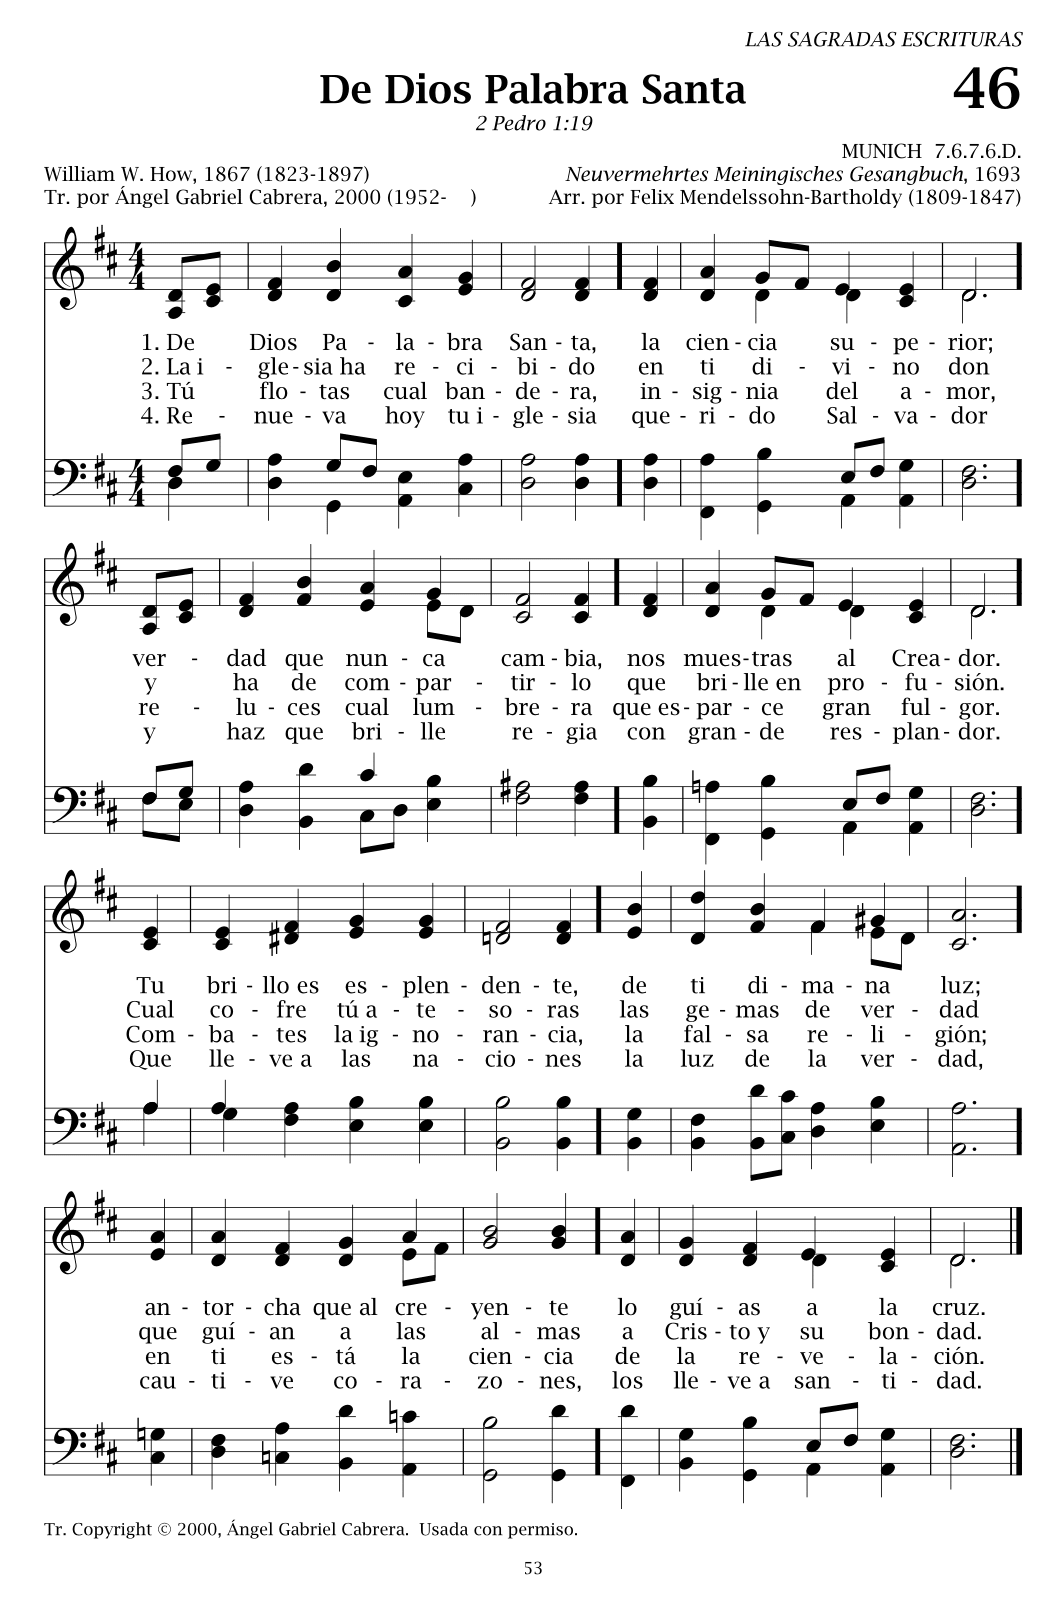 LAS SAGRADAS ESCRITURAS
De Dios Palabra Santa 46
2 Pedro 1:19
MUNICH 7.6.7.6.D.
William W. How, 1867 (1823-1897) Neuvermehrtes Meiningisches Gesangbuch, 1693
Tr. por Ángel Gabriel Cabrera, 2000 (1952- ) Arr. por Felix Mendelssohn-Bartholdy (1809-1847)
1. De Dios Pa - la - bra San - ta, la cien - cia su - pe - rior;
2. La i - gle - sia ha re - ci - bi - do en ti di - vi - no don
3. Tú flo - tas cual ban - de - ra, in - sig - nia del a - mor,
4. Re - nue - va hoy tu i - gle - sia que - ri - do Sal - va - dor
ver - dad que nun - ca cam - bia, nos mues - tras al Crea - dor.
y ha de com - par - tir - lo que bri - lle en pro - fu - sión.
re - lu - ces cual lum - bre - ra que es - par - ce gran ful - gor.
y haz que bri - lle re - gia con gran - de res - plan - dor.
Tu bri - llo es es - plen - den - te, de ti di - ma - na luz;
Cual co - fre tú a - te - so - ras las ge - mas de ver - dad
Com - ba - tes la ig - no - ran - cia, la fal - sa re - li - gión;
Que lle - ve a las na - cio - nes la luz de la ver - dad,
an - tor - cha que al cre - yen - te lo guí - as a la cruz.
que guí - an a las al - mas a Cris - to y su bon - dad.
en ti es - tá la cien - cia de la re - ve - la - ción.
cau - ti - ve co - ra - zo - nes, los lle - ve a san - ti - dad.
Tr. Copyright © 2000, Ángel Gabriel Cabrera. Usada con permiso.
53